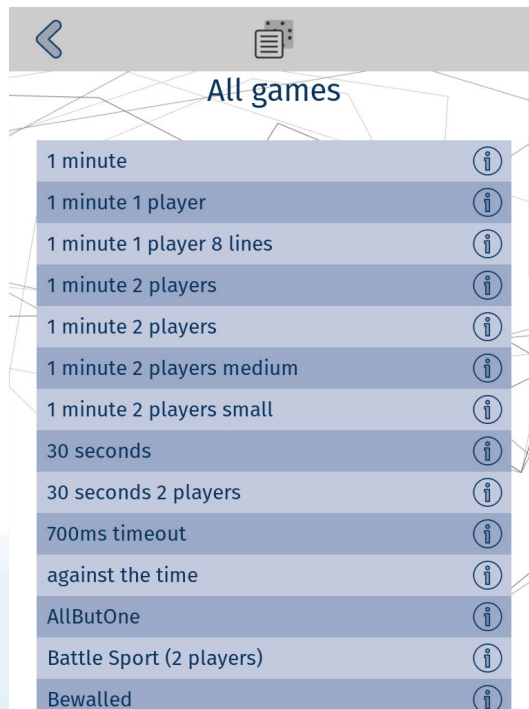 All games
1 minute
1 minute 1 player
1 minute 1 player 8 lines
1 minute 2 players
1 minute 2 players
1 minute 2 players medium
1 minute 2 players small
30 seconds
30 seconds 2 players
700ms timeout
against the time
AllButOne
Battle Sport (2 players)
Bewalled